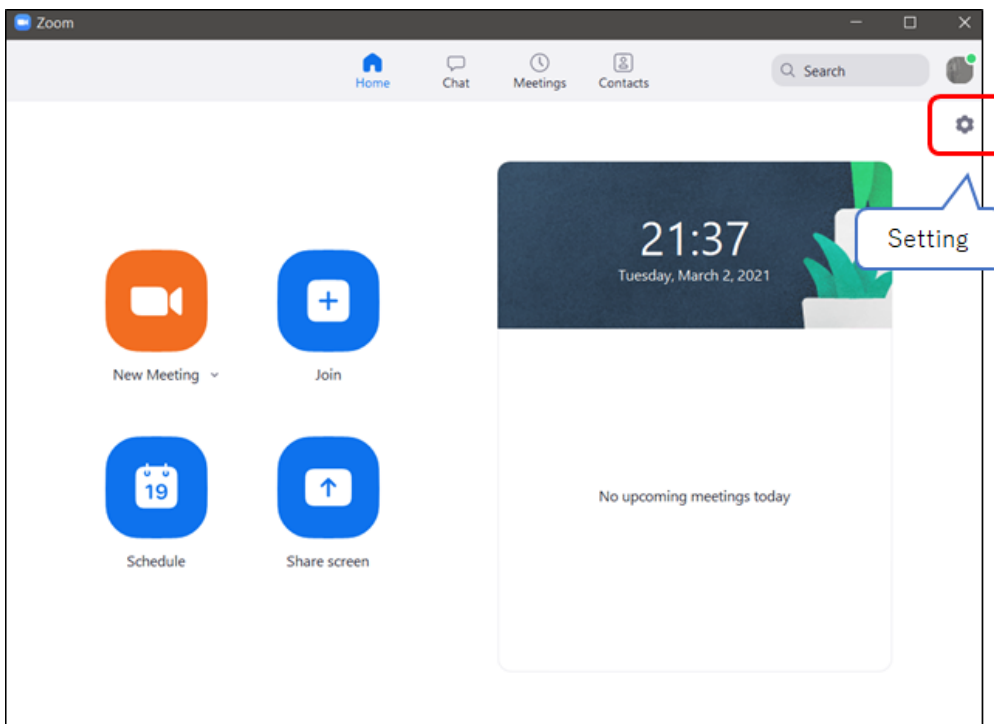 Zoom
Home
Chat
Meetings
Contacts
Search
Setting
21:37
Tuesday, March 2, 2021
New Meeting
Join
19
Schedule
Share screen
No upcoming meetings today